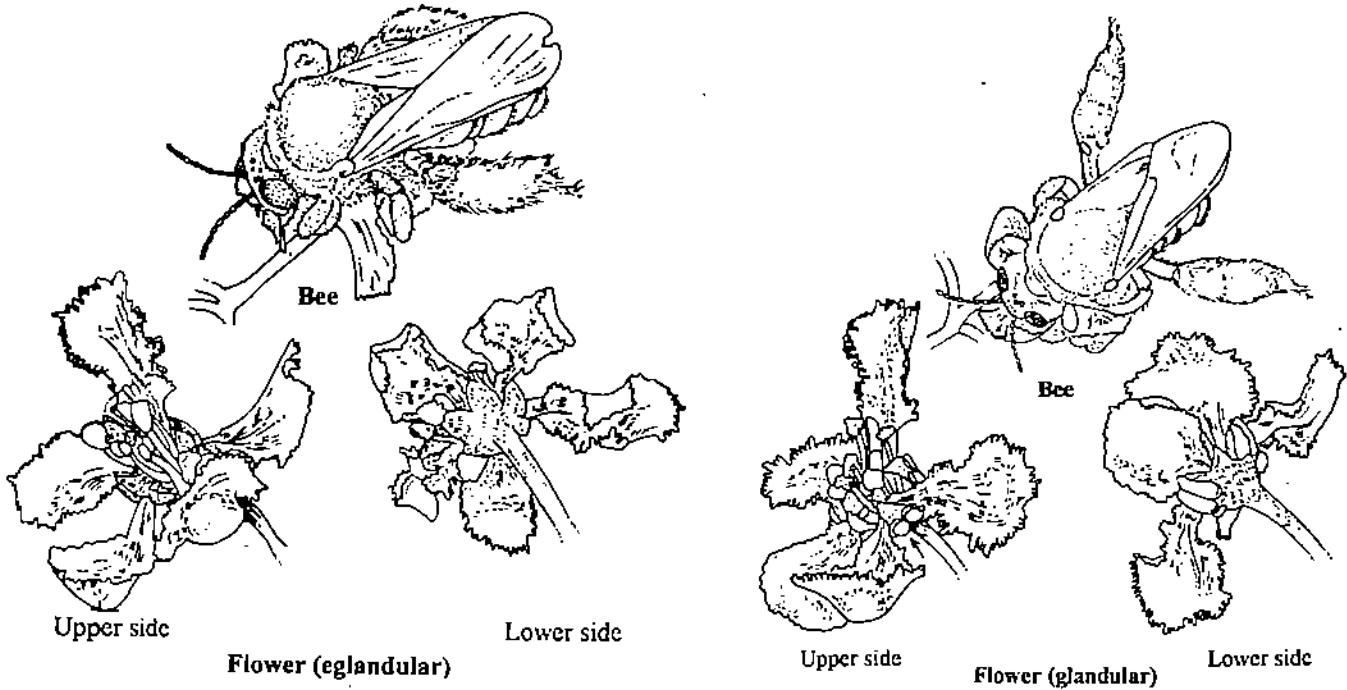 Bee
Upper side
Lower side
Flower (eglandular)
Bee
Upper side
Lower side
Flower (glandular)